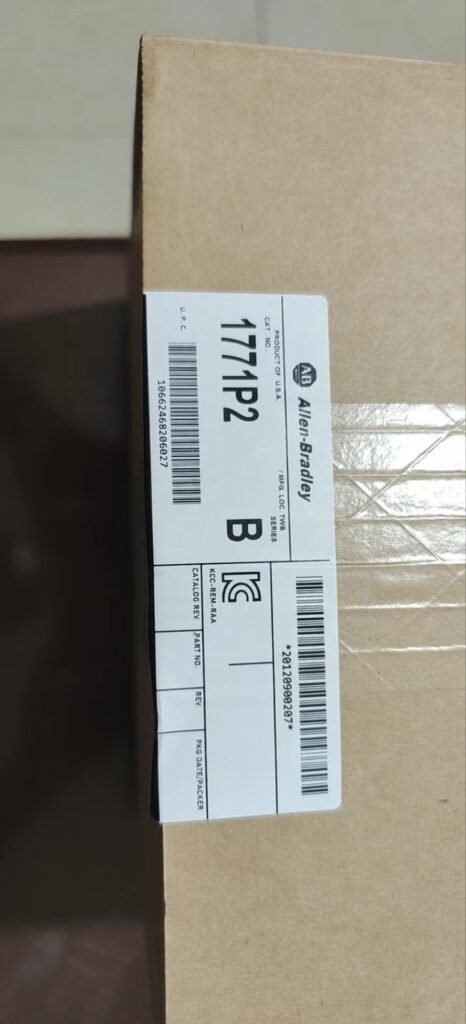 AB Allen-Bradley
PRODUCT OF U.S.A. / MFG. LOC. TWB
CAT. NO. SERIES
1771P2 B
U. P. C.
10662468206027
*20120900207*
KCC-REM-RAA
CATALOG REV. PART NO. REV. PKG DATE/PACKER